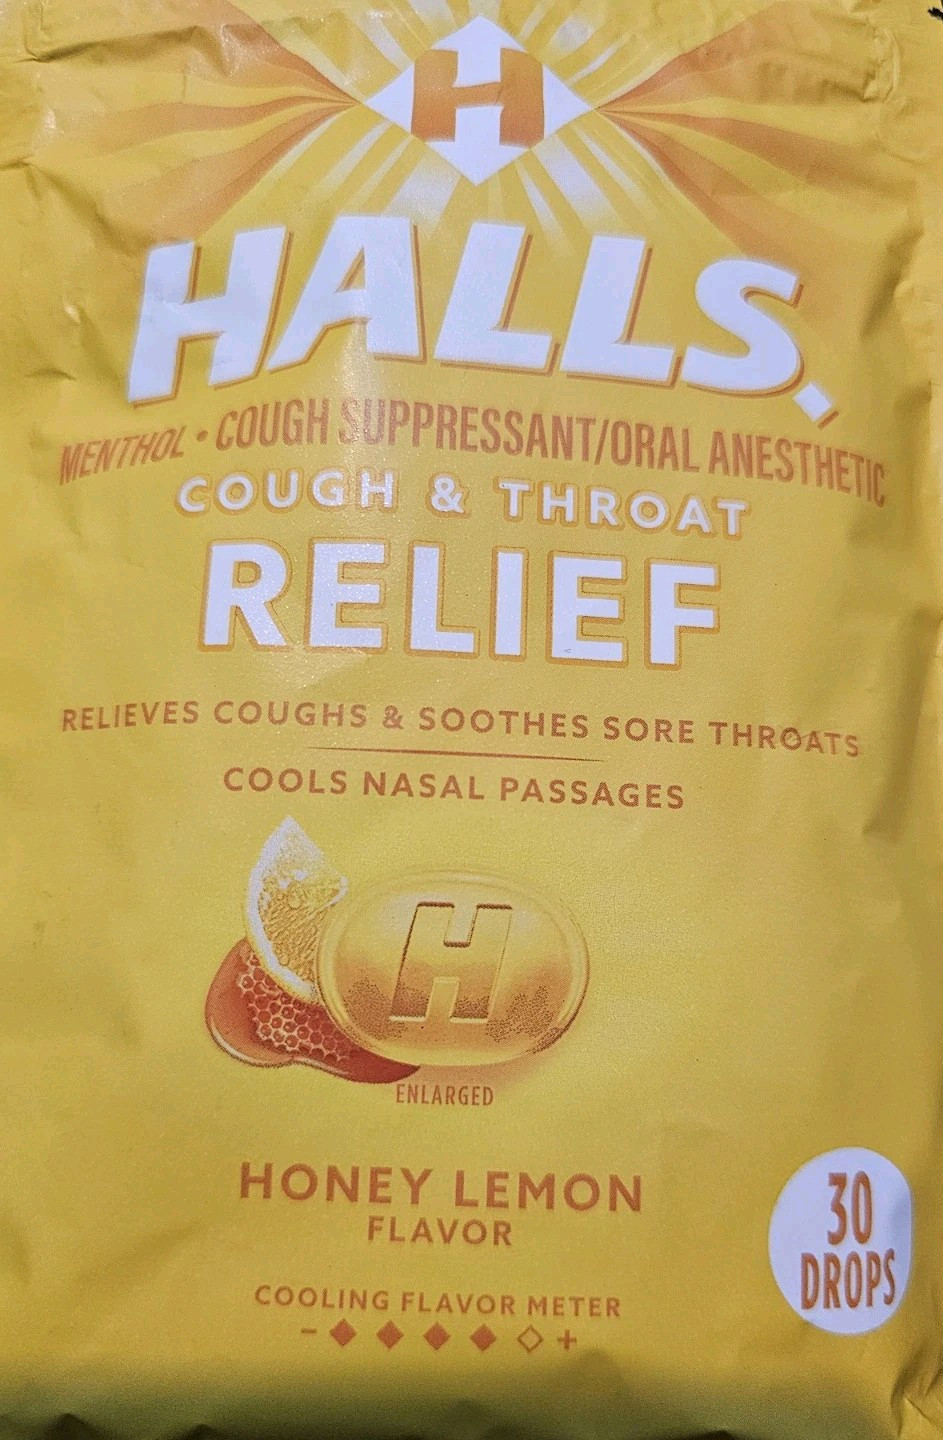 H
HALLS.
MENTHOL • COUGH SUPPRESSANT/ORAL ANESTHETIC
COUGH & THROAT
RELIEF
RELIEVES COUGHS & SOOTHES SORE THROATS
COOLS NASAL PASSAGES
H
ENLARGED
HONEY LEMON
FLAVOR
30
DROPS
COOLING FLAVOR METER
– ◆ ◆ ◆ ◆ ◇ +